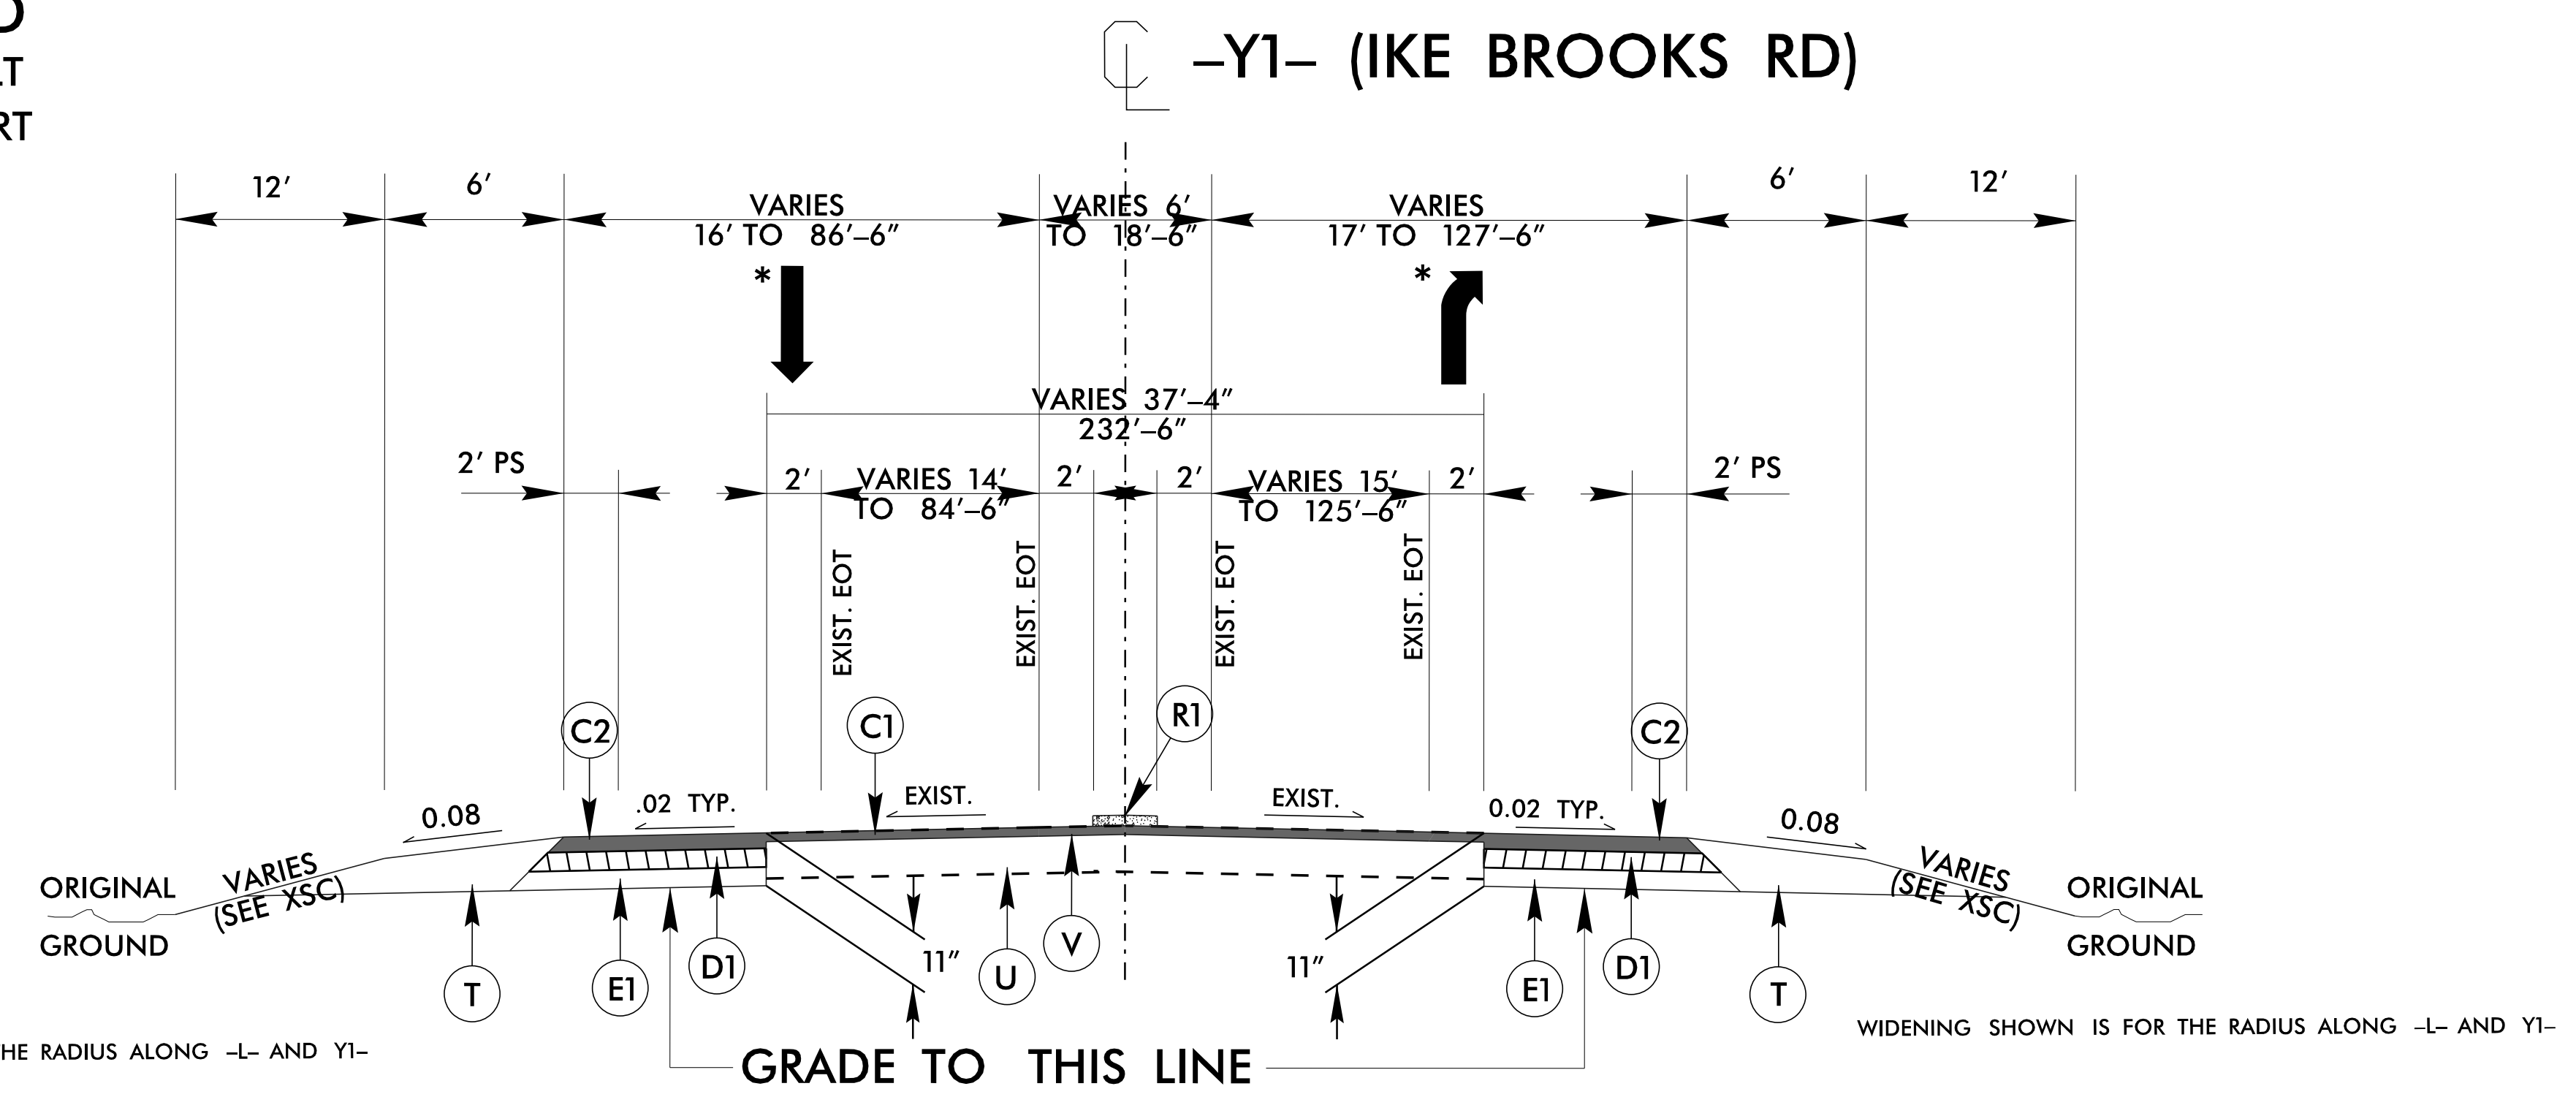 D
LT
RT
CL –Y1– (IKE BROOKS RD)
12′
6′
VARIES
16′ TO 86′–6″
VARIES 6′
TO 18′–6″
VARIES
17′ TO 127′–6″
6′
12′
*
*
VARIES 37′–4″
232′–6″
2′ PS
2′
VARIES 14′
TO 84′–6″
2′
2′
VARIES 15′
TO 125′–6″
2′
2′ PS
EXIST. EOT
EXIST. EOT
EXIST. EOT
EXIST. EOT
C2
C1
R1
C2
0.08
.02 TYP.
EXIST.
EXIST.
0.02 TYP.
0.08
ORIGINAL
GROUND
VARIES
(SEE XSC)
VARIES
(SEE XSC)
ORIGINAL
GROUND
11″
11″
T
E1
D1
U
V
E1
D1
T
HE RADIUS ALONG –L– AND Y1–
GRADE TO THIS LINE
WIDENING SHOWN IS FOR THE RADIUS ALONG –L– AND Y1–